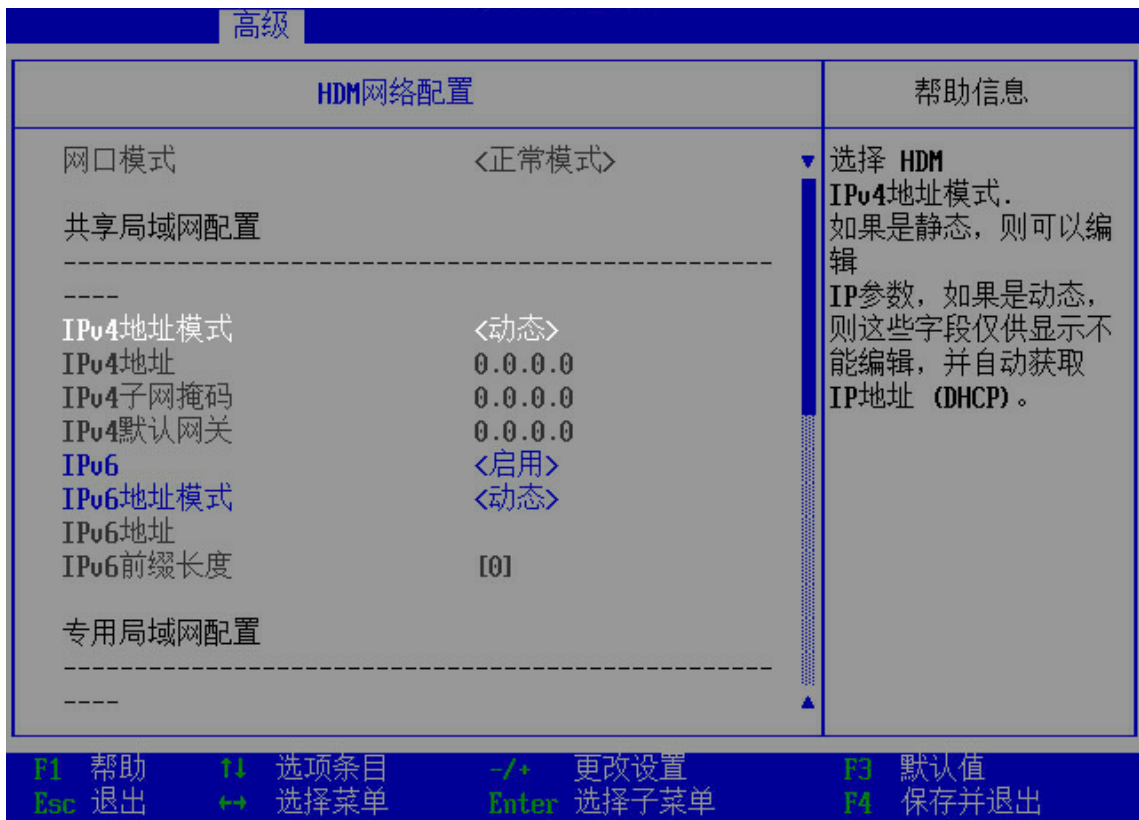 高级
HDM网络配置
帮助信息
网口模式 <正常模式>
共享局域网配置
--------------------------------------------------
----
IPv4地址模式 <动态>
IPv4地址 0.0.0.0
IPv4子网掩码 0.0.0.0
IPv4默认网关 0.0.0.0
IPv6 <启用>
IPv6地址模式 <动态>
IPv6地址
IPv6前缀长度 [0]
专用局域网配置
--------------------------------------------------
----
选择 HDM
IPv4地址模式.
如果是静态，则可以编
辑
IP参数，如果是动态，
则这些字段仅供显示不
能编辑，并自动获取
IP地址 (DHCP)。
F1 帮助 ↑↓ 选项条目 -/+ 更改设置 F3 默认值
Esc 退出 ←→ 选择菜单 Enter 选择子菜单 F4 保存并退出